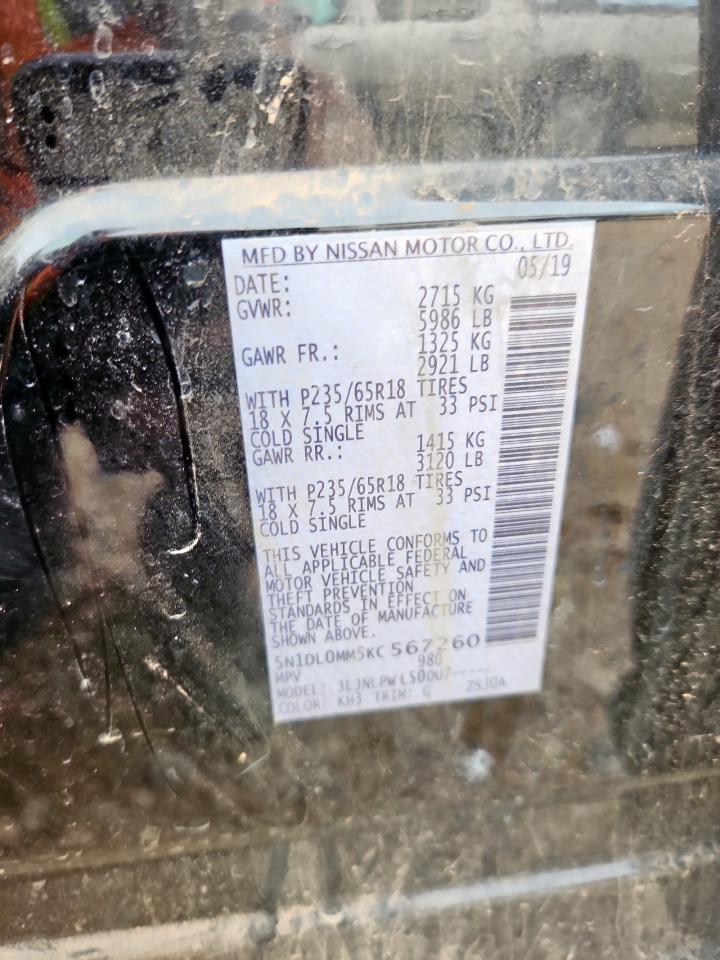 MFD BY NISSAN MOTOR CO., LTD.
DATE: 05/19
GVWR: 2715 KG
5986 LB
GAWR FR.: 1325 KG
2921 LB
WITH P235/65R18 TIRES
18 X 7.5 RIMS AT 33 PSI
COLD SINGLE
GAWR RR.: 1415 KG
3120 LB
WITH P235/65R18 TIRES
18 X 7.5 RIMS AT 33 PSI
COLD SINGLE
THIS VEHICLE CONFORMS TO
ALL APPLICABLE FEDERAL
MOTOR VEHICLE SAFETY AND
THEFT PREVENTION
STANDARDS IN EFFECT ON
THE DATE OF MANUFACTURE
SHOWN ABOVE.
5N1DL0MM5KC567260
MPV 980
MODEL:
COLOR: KH3 TRIM: G